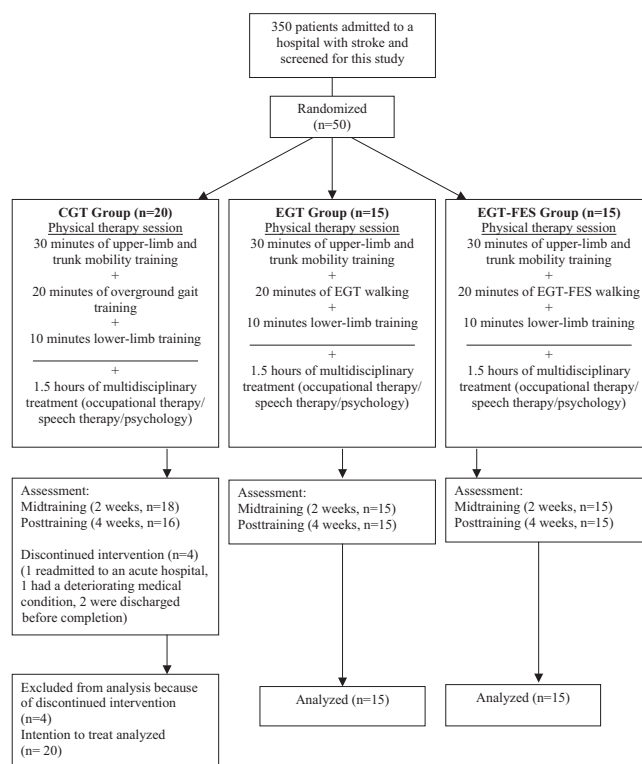 350 patients admitted to a
hospital with stroke and
screened for this study
Randomized
(n=50)
CGT Group (n=20)
Physical therapy session
30 minutes of upper-limb and
trunk mobility training
+
20 minutes of overground gait
training
+
10 minutes lower-limb training
+
1.5 hours of multidisciplinary
treatment (occupational therapy/
speech therapy/psychology)
EGT Group (n=15)
Physical therapy session
30 minutes of upper-limb and
trunk mobility training
+
20 minutes of EGT walking
+
10 minutes lower-limb training
+
1.5 hours of multidisciplinary
treatment (occupational therapy/
speech therapy/psychology)
EGT-FES Group (n=15)
Physical therapy session
30 minutes of upper-limb and
trunk mobility training
+
20 minutes of EGT-FES walking
+
10 minutes lower-limb training
+
1.5 hours of multidisciplinary
treatment (occupational therapy/
speech therapy/psychology)
Assessment:
Midtraining (2 weeks, n=18)
Posttraining (4 weeks, n=16)
Discontinued intervention (n=4)
(1 readmitted to an acute hospital,
1 had a deteriorating medical
condition, 2 were discharged
before completion)
Assessment:
Midtraining (2 weeks, n=15)
Posttraining (4 weeks, n=15)
Assessment:
Midtraining (2 weeks, n=15)
Posttraining (4 weeks, n=15)
Excluded from analysis because
of discontinued intervention
(n=4)
Intention to treat analyzed
(n= 20)
Analyzed (n=15)
Analyzed (n=15)